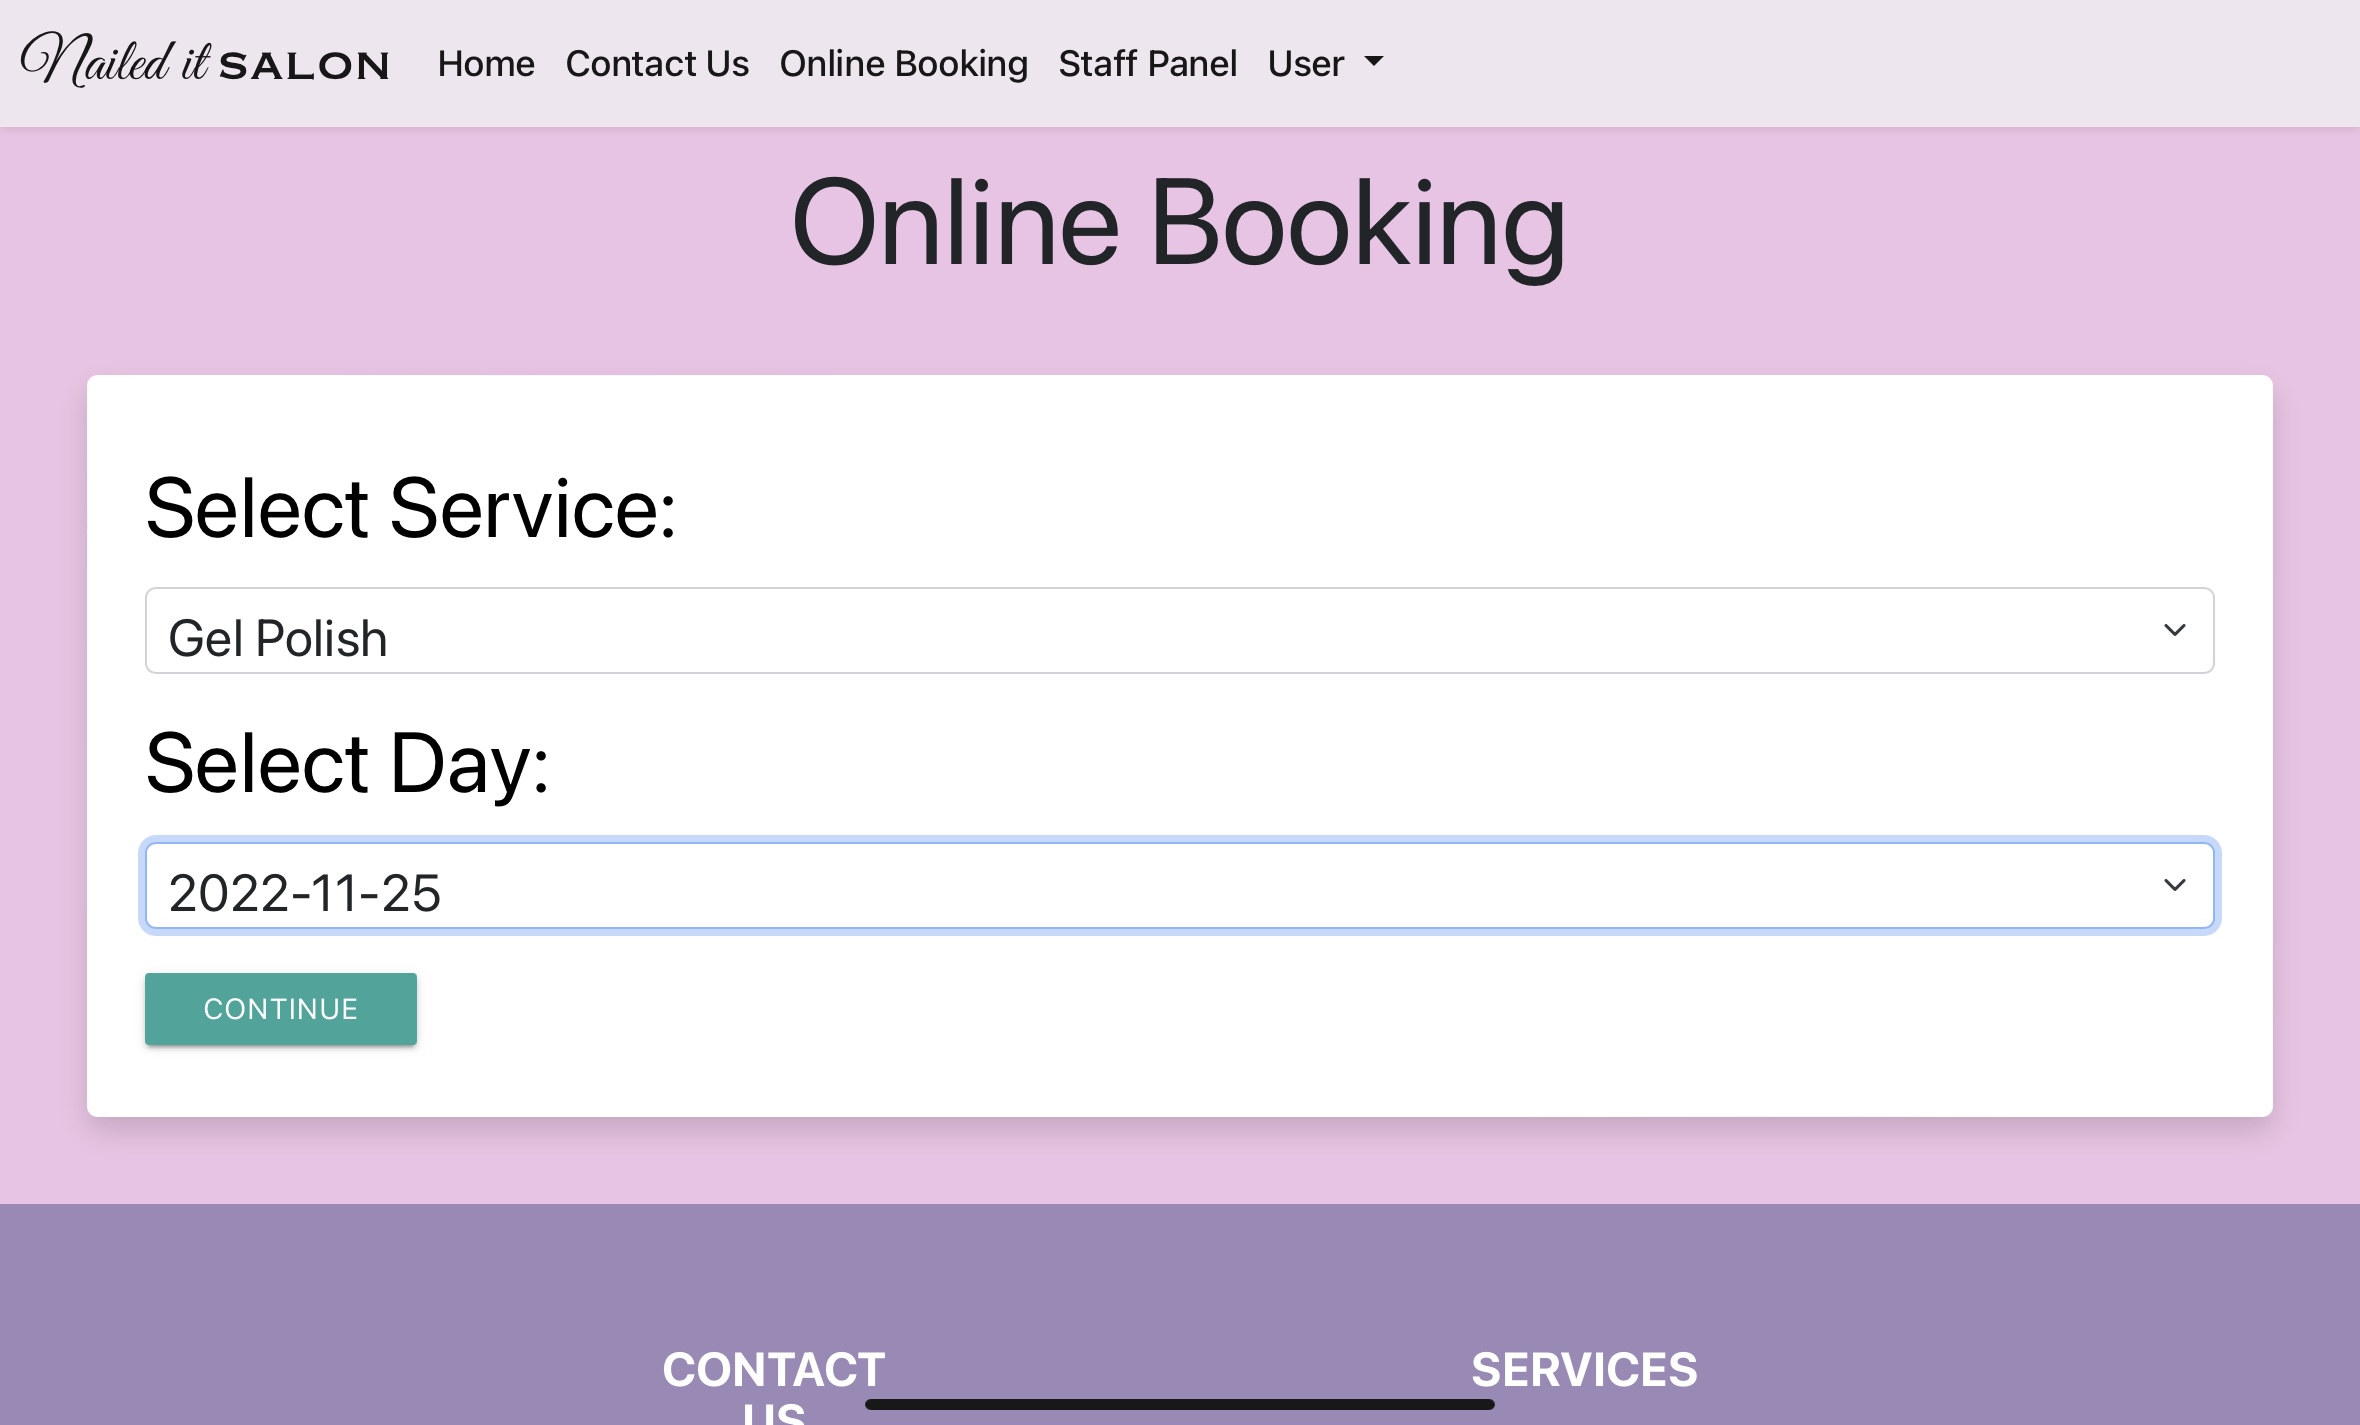 Nailed it SALON Home Contact Us Online Booking Staff Panel User
Online Booking
Select Service:
Gel Polish
Select Day:
2022-11-25
CONTINUE
CONTACT SERVICES
US